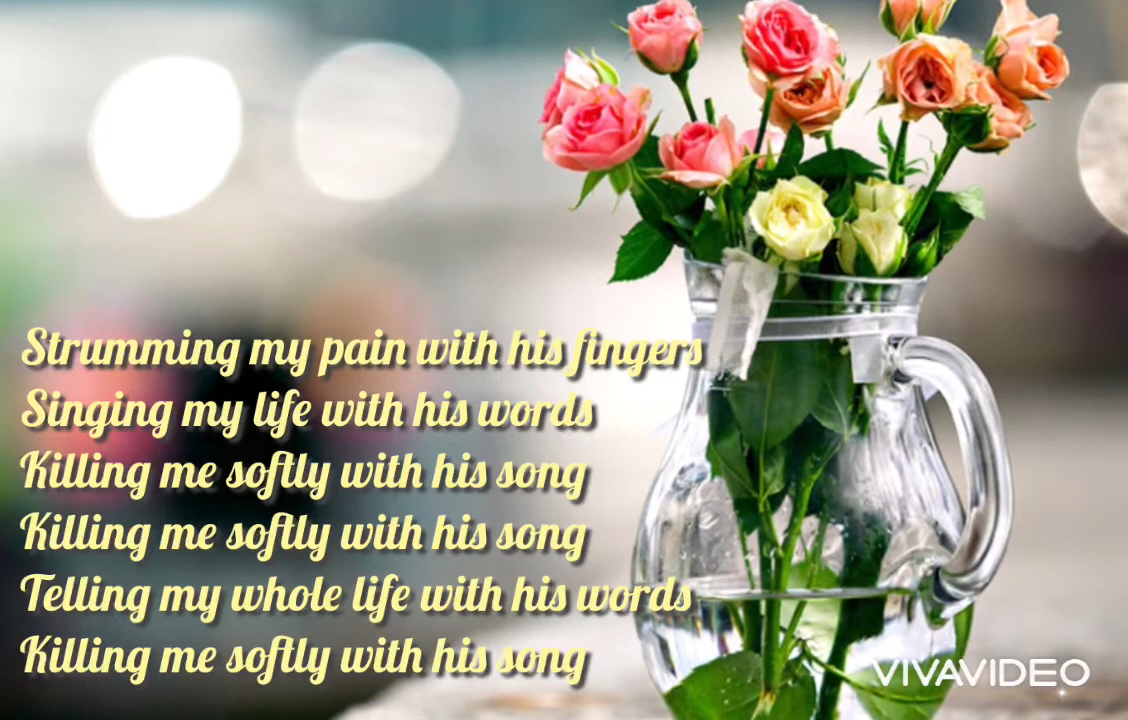 Strumming my pain with his fingers
Singing my life with his words
Killing me softly with his song
Killing me softly with his song
Telling my whole life with his words
Killing me softly with his song
VIVAVIDEO